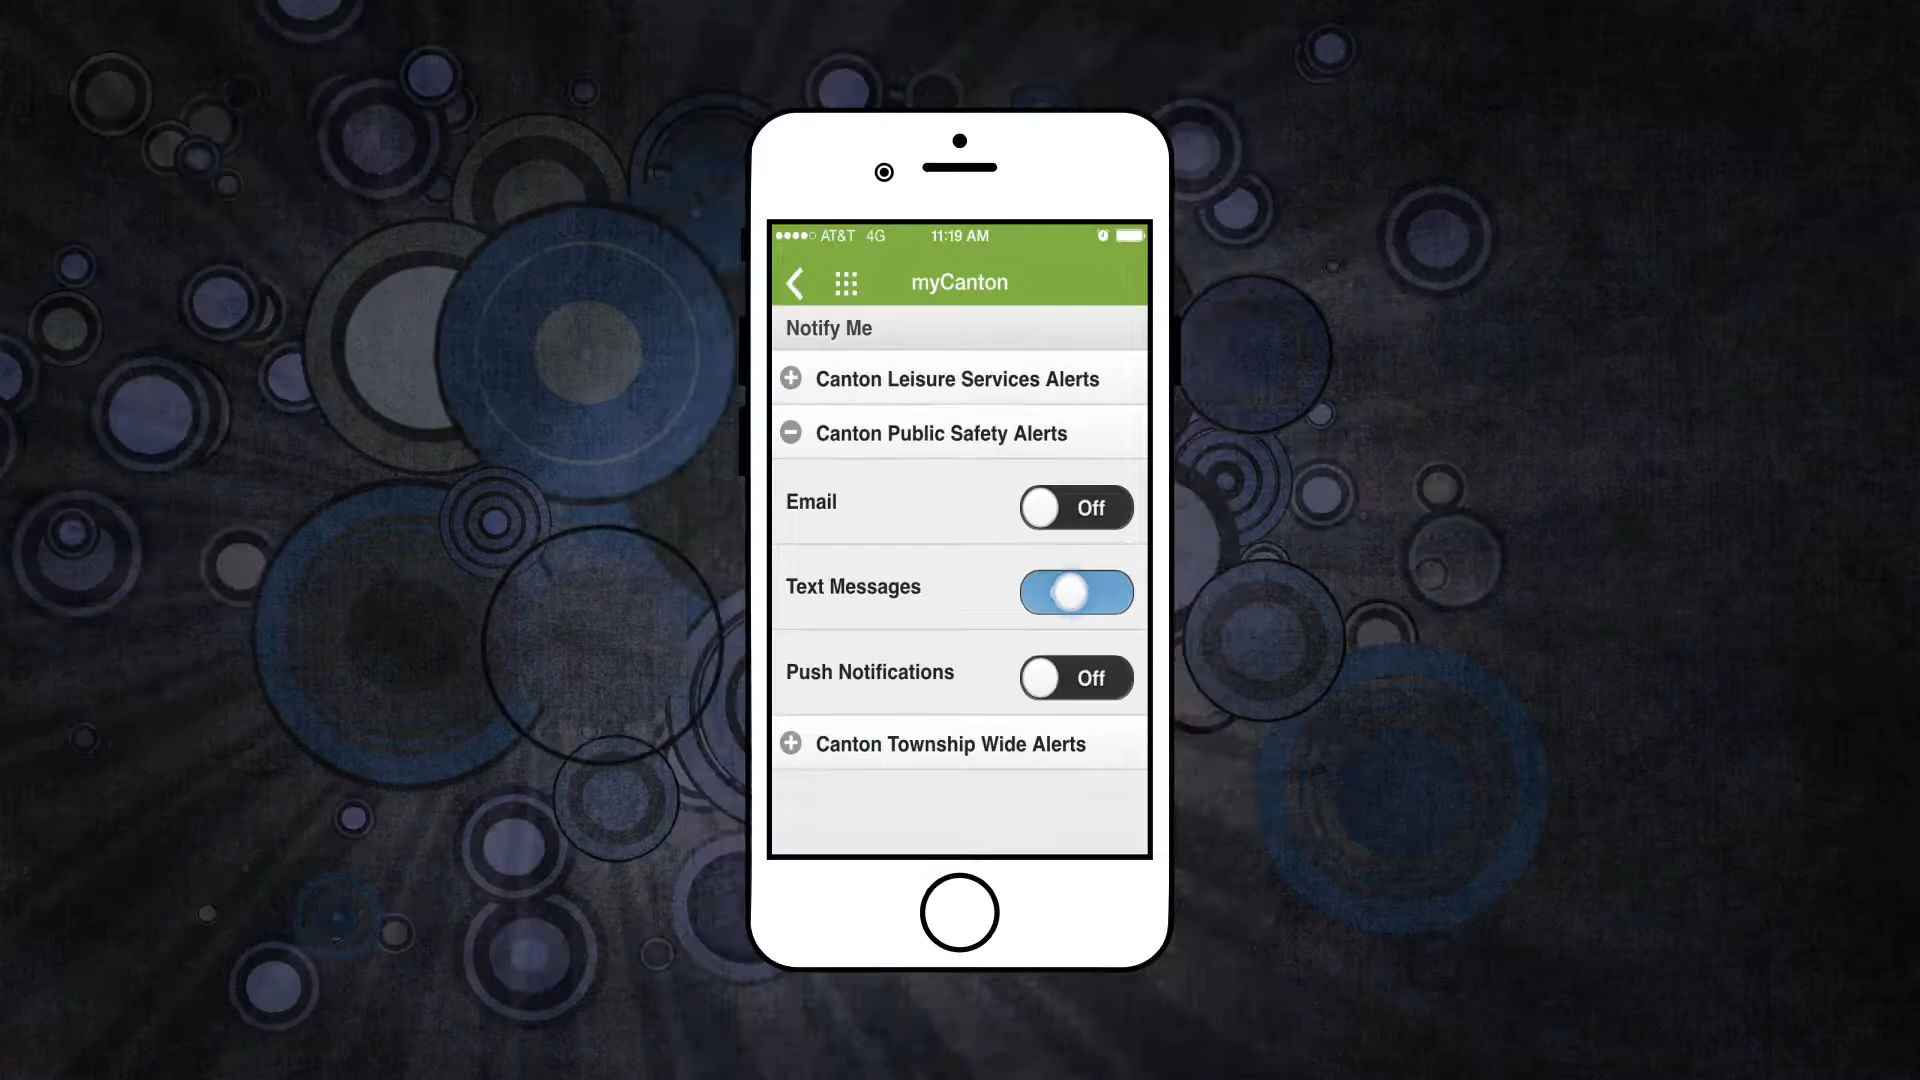 AT&T 4G 11:19 AM
myCanton
Notify Me
Canton Leisure Services Alerts
Canton Public Safety Alerts
Email Off
Text Messages
Push Notifications Off
Canton Township Wide Alerts